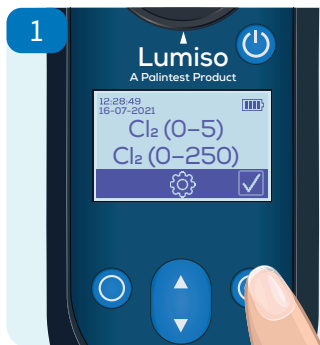 1
Lumiso
A Palintest Product
12:28:49
16-07-2021
Cl₂ (0–5)
Cl₂ (0–250)